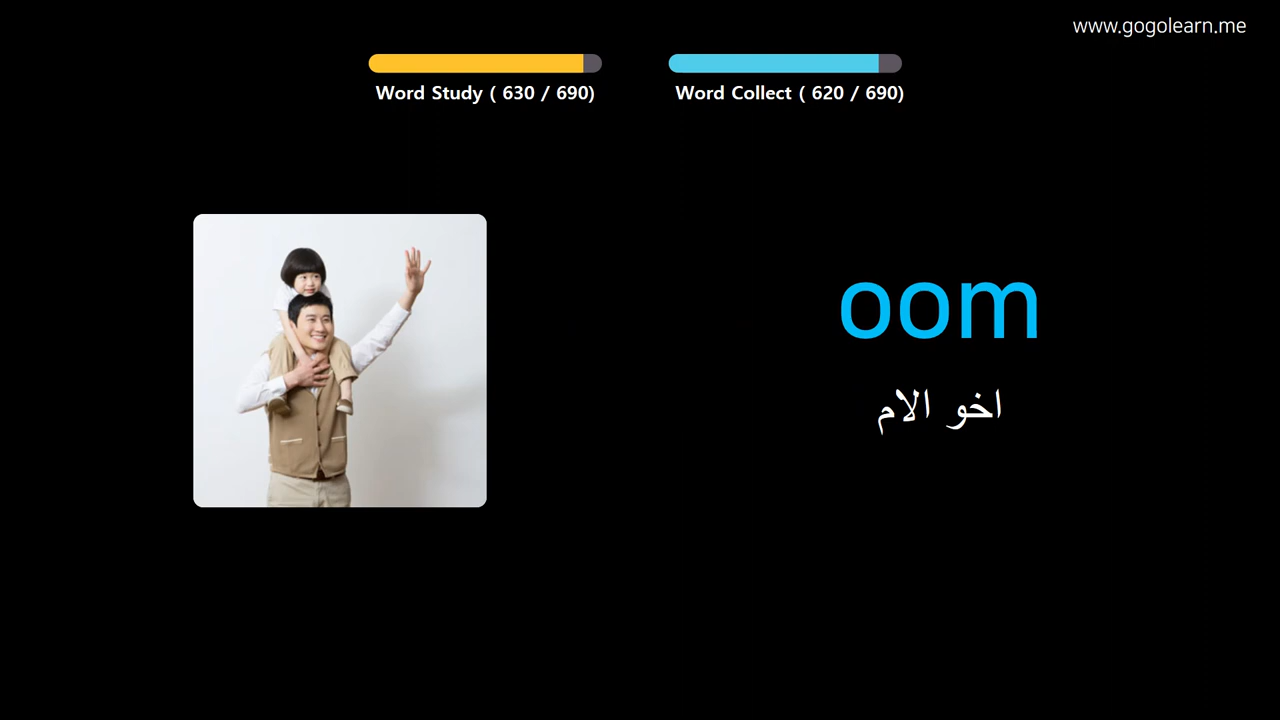 www.gogolearn.me
Word Study ( 630 / 690)
Word Collect ( 620 / 690)
oom
اخو الام